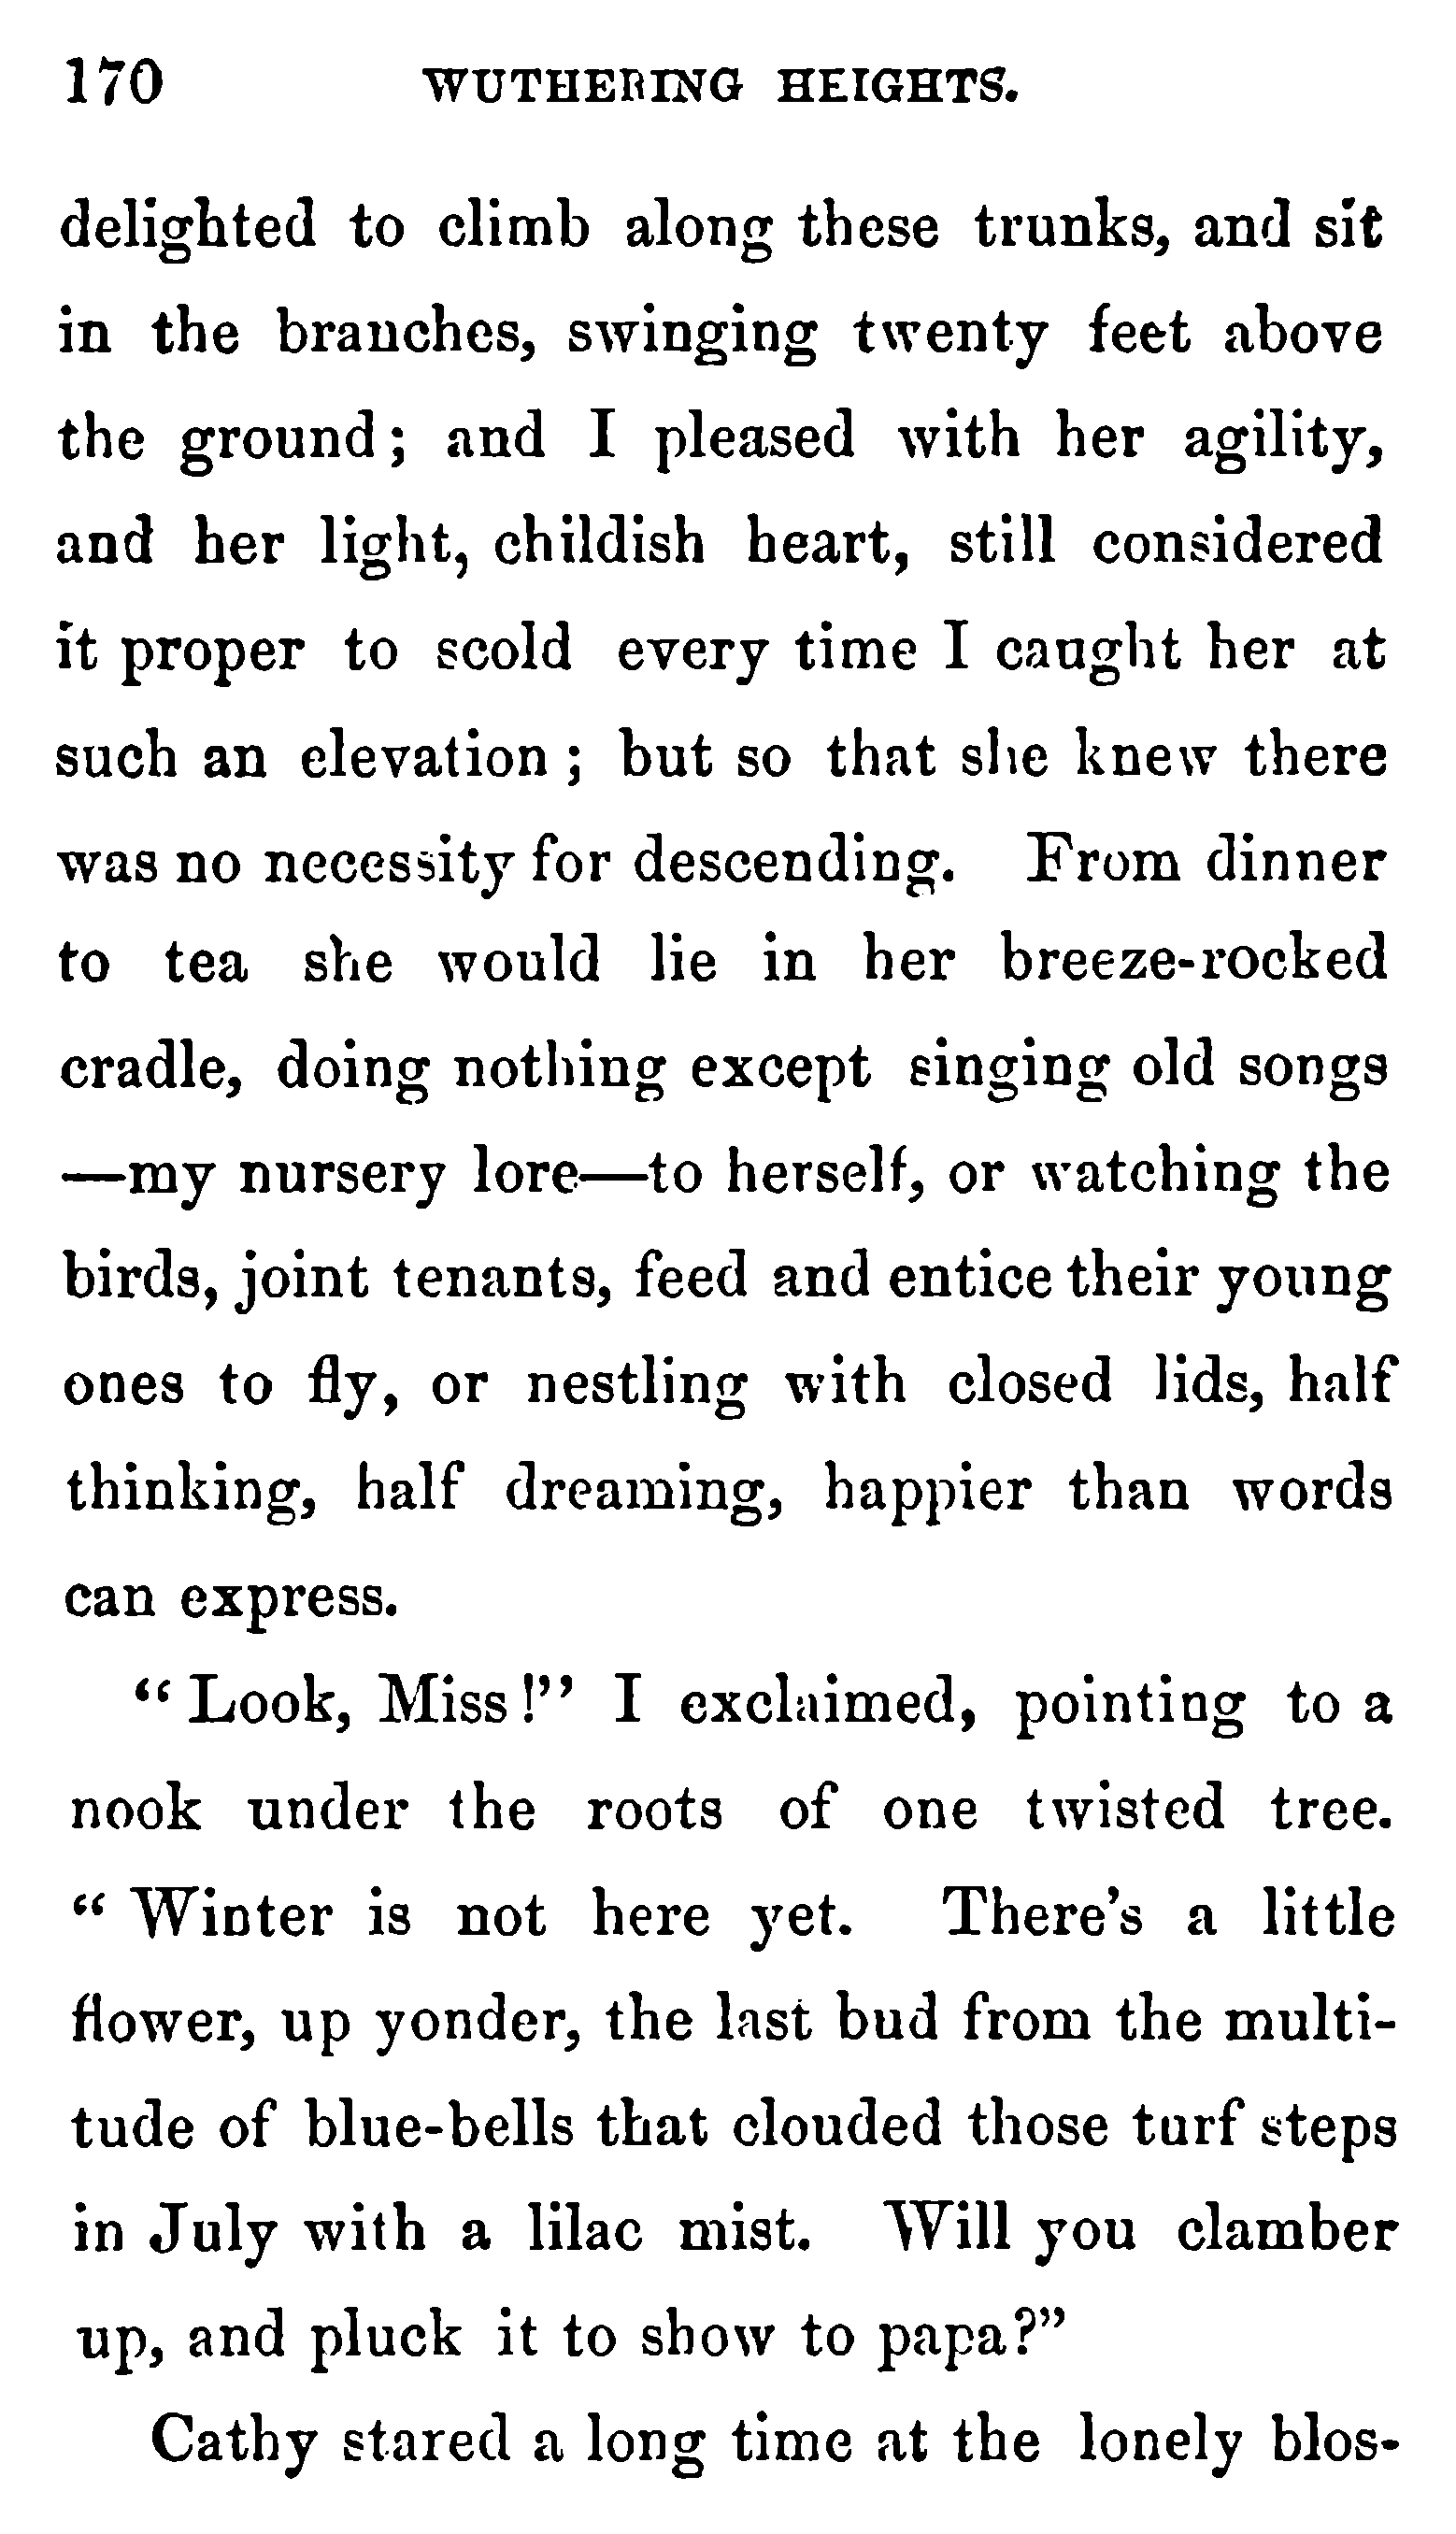 170 WUTHERING HEIGHTS.
delighted to climb along these trunks, and sit
in the branches, swinging twenty feet above
the ground; and I pleased with her agility,
and her light, childish heart, still considered
it proper to scold every time I caught her at
such an elevation; but so that she knew there
was no necessity for descending. From dinner
to tea she would lie in her breeze-rocked
cradle, doing nothing except singing old songs
—my nursery lore—to herself, or watching the
birds, joint tenants, feed and entice their young
ones to fly, or nestling with closed lids, half
thinking, half dreaming, happier than words
can express.
"Look, Miss!" I exclaimed, pointing to a
nook under the roots of one twisted tree.
"Winter is not here yet. There's a little
flower, up yonder, the last bud from the multi-
tude of blue-bells that clouded those turf steps
in July with a lilac mist. Will you clamber
up, and pluck it to show to papa?"
Cathy stared a long time at the lonely blos-